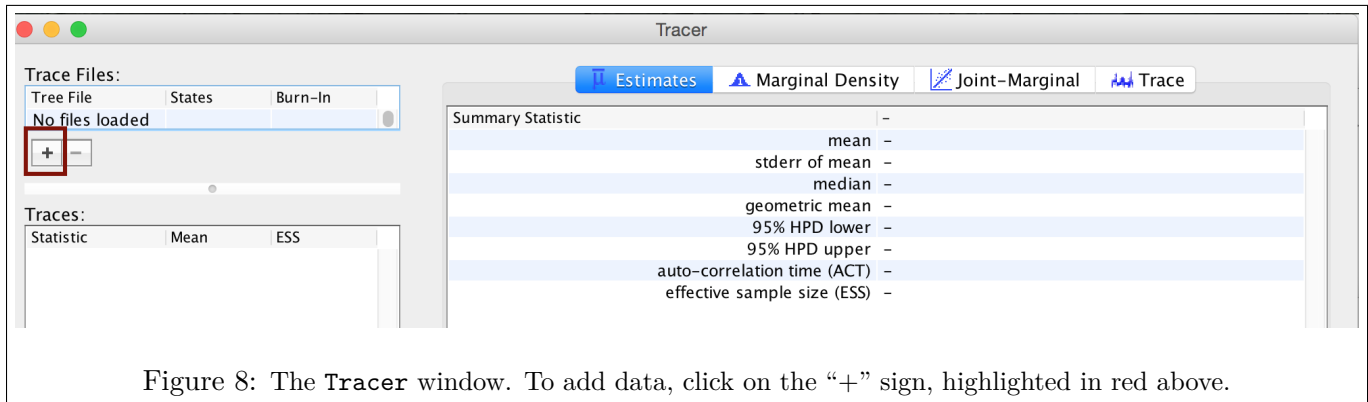 Tracer
Trace Files:
Tree File States Burn-In
No files loaded
+ −
Traces:
Statistic Mean ESS
Estimates Marginal Density Joint-Marginal Trace
Summary Statistic -
mean -
stderr of mean -
median -
geometric mean -
95% HPD lower -
95% HPD upper -
auto-correlation time (ACT) -
effective sample size (ESS) -
Figure 8: The Tracer window. To add data, click on the “+” sign, highlighted in red above.